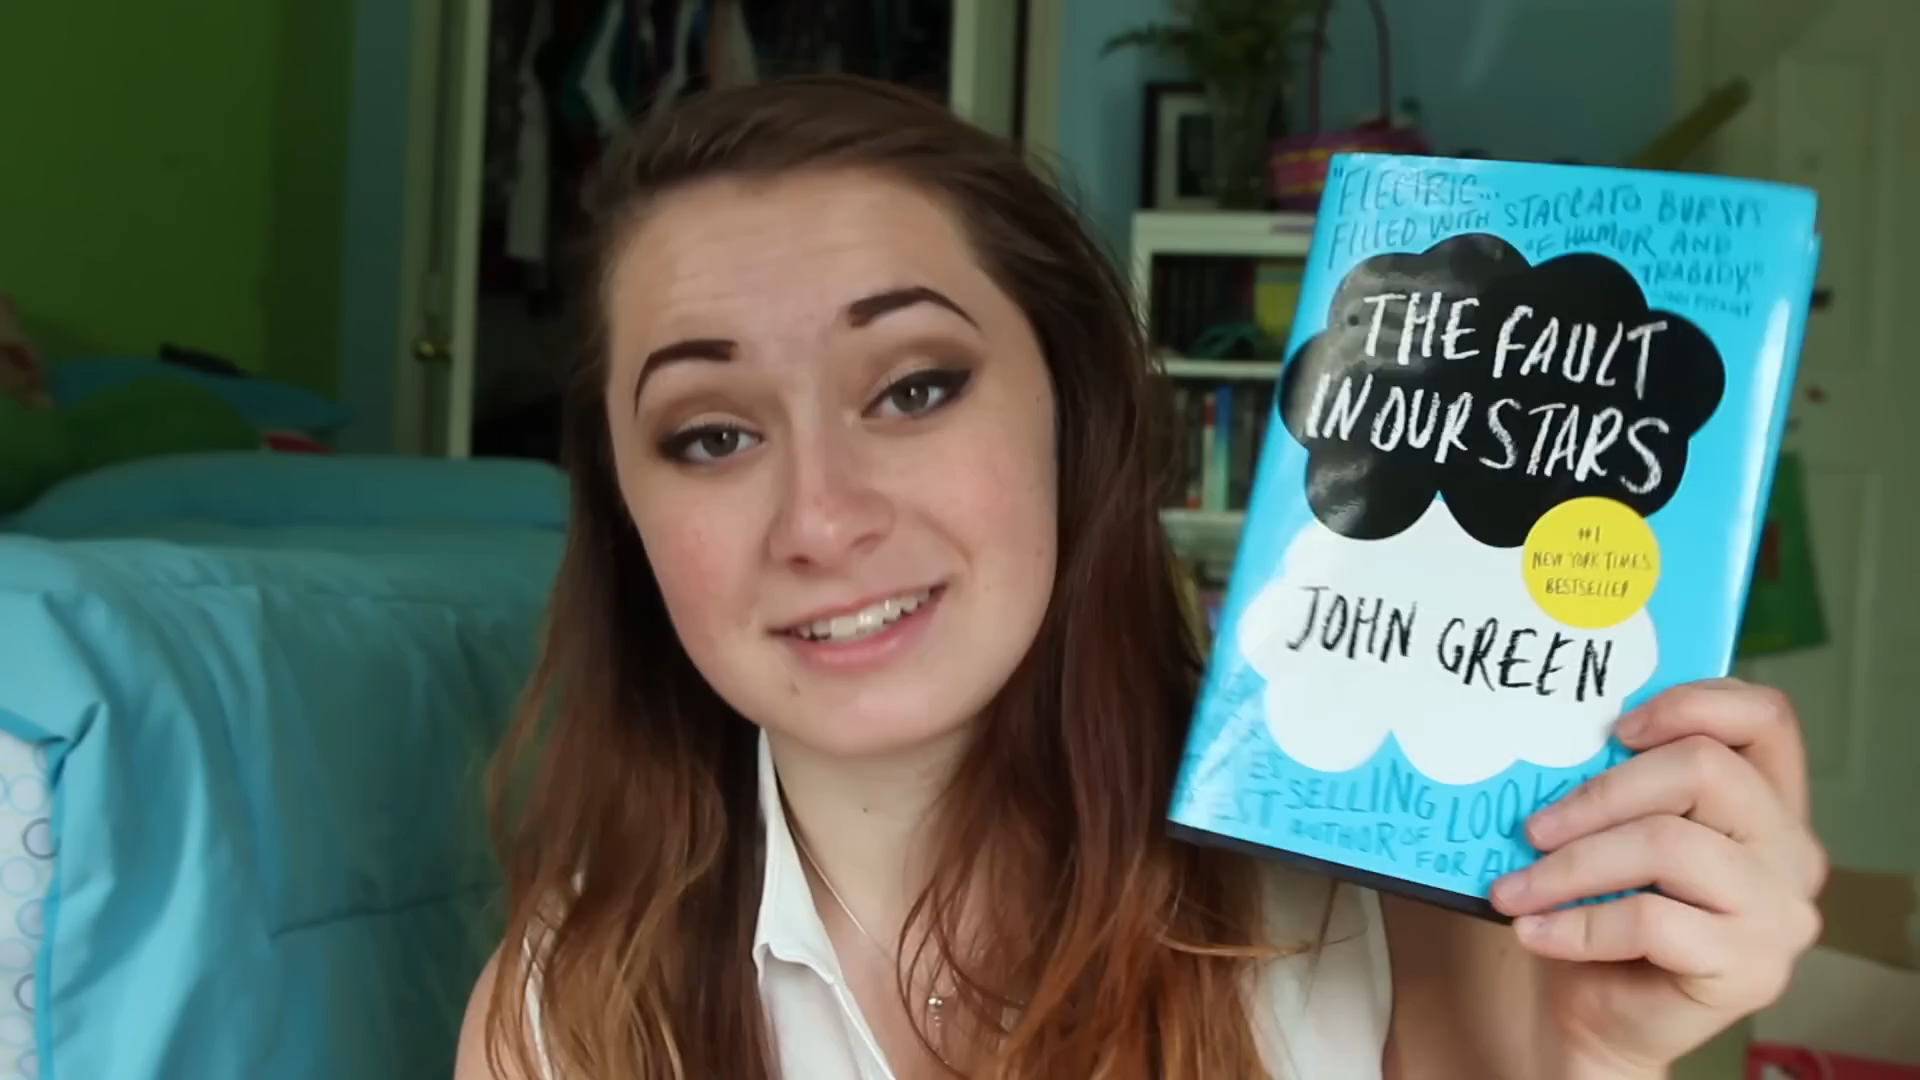 "ELECTRIC...
FILLED WITH STACCATO BURSTS
OF HUMOR AND
TRAGEDY"
THE FAULT
IN OUR STARS
#1
NEW YORK TIMES
BESTSELLER
JOHN GREEN
SELLING
AUTHOR OF LOOK
FOR